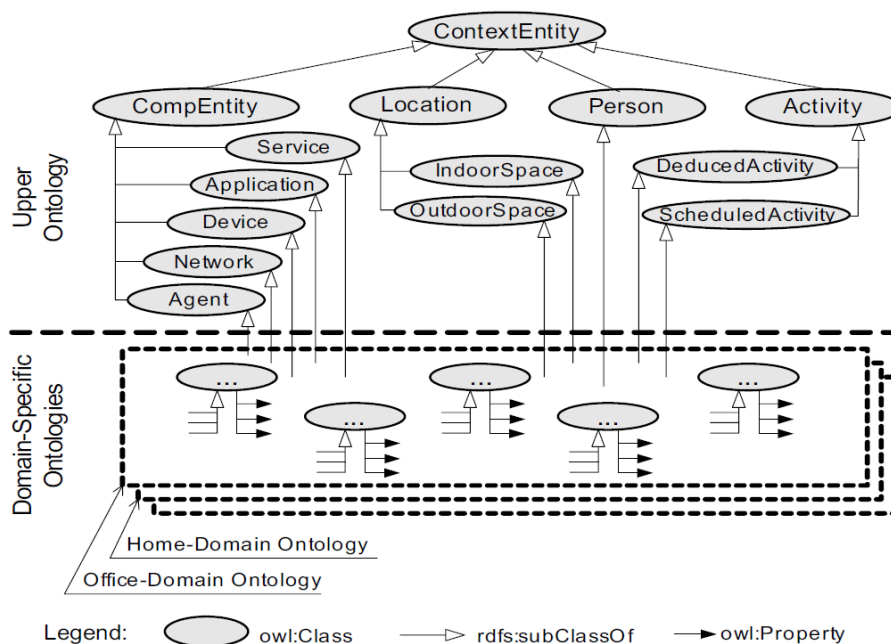 ContextEntity
CompEntity
Location
Person
Activity
Service
Application
Device
Network
Agent
IndoorSpace
OutdoorSpace
DeducedActivity
ScheduledActivity
Upper
Ontology
Domain-Specific
Ontologies
...
...
...
...
...
Home-Domain Ontology
Office-Domain Ontology
Legend:
owl:Class
rdfs:subClassOf
owl:Property